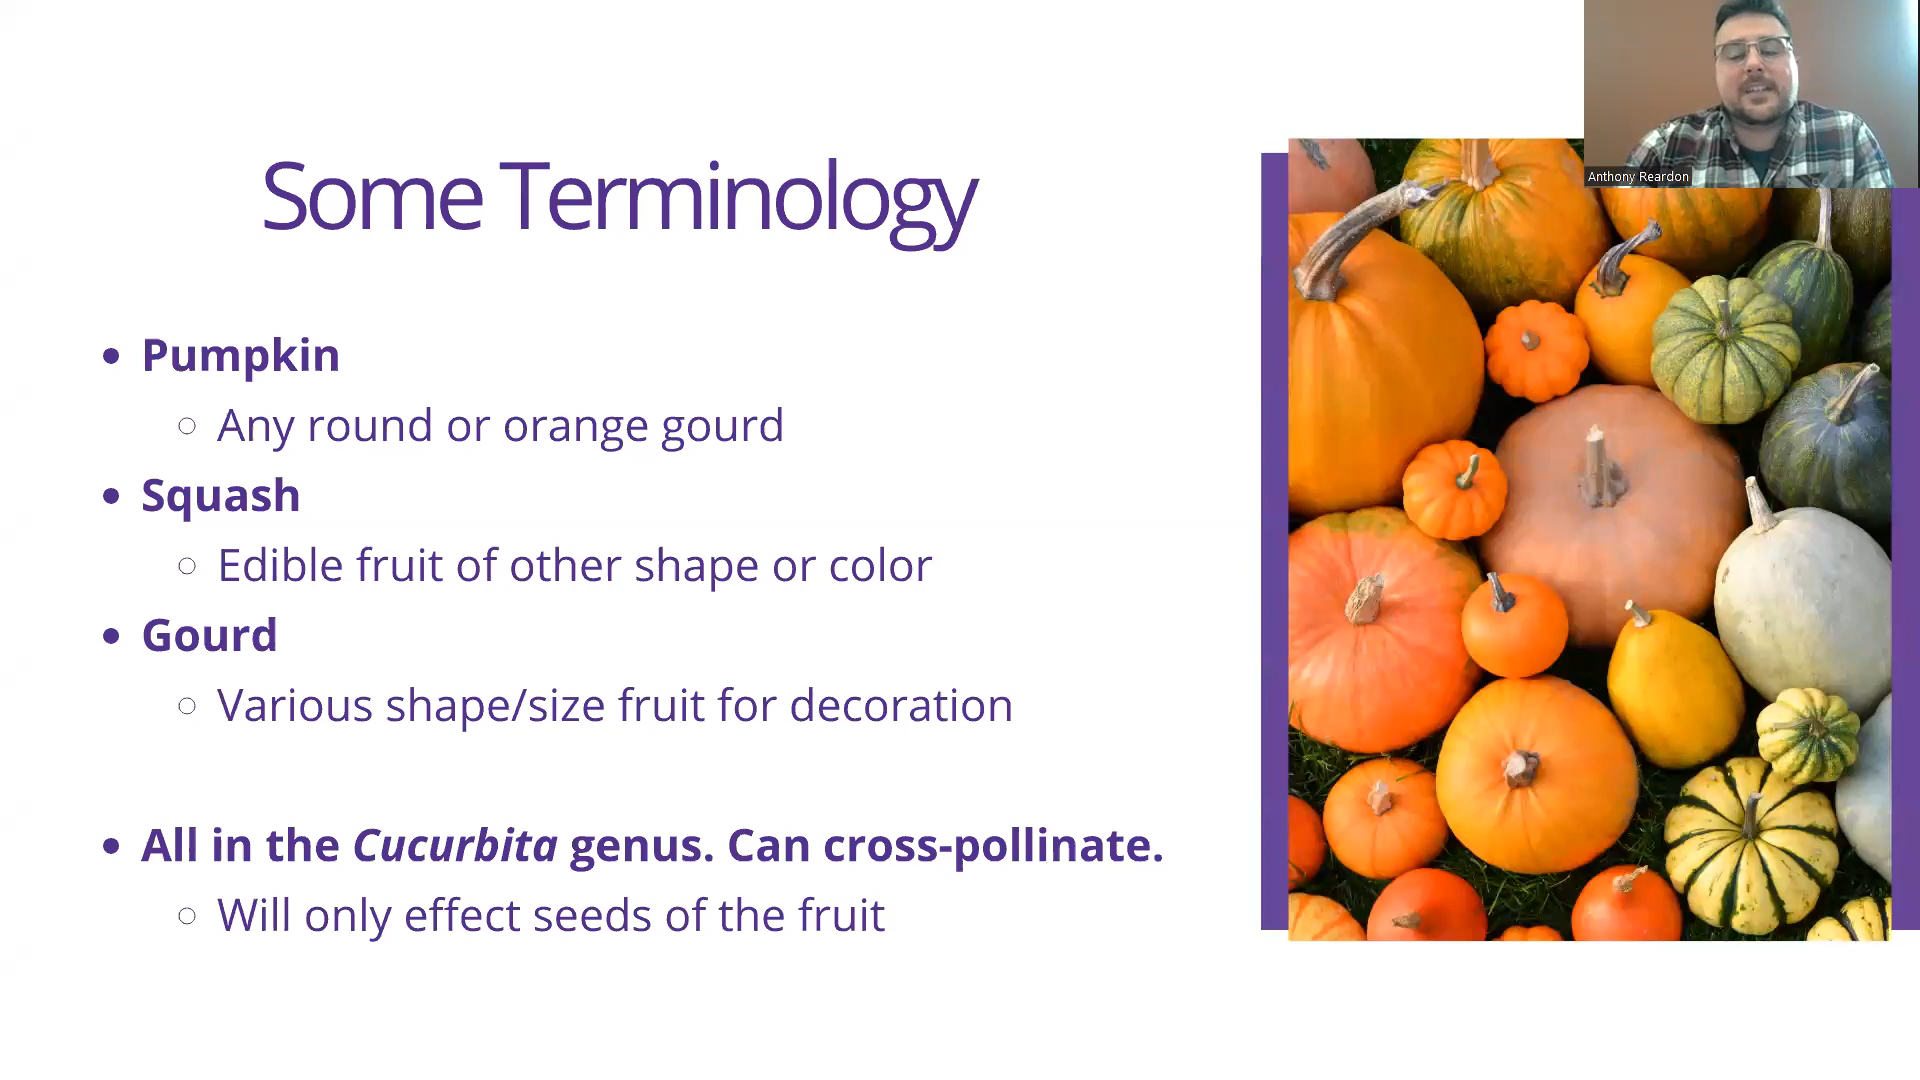 Anthony Reardon
Some Terminology
• Pumpkin
○ Any round or orange gourd
• Squash
○ Edible fruit of other shape or color
• Gourd
○ Various shape/size fruit for decoration
• All in the Cucurbita genus. Can cross-pollinate.
○ Will only effect seeds of the fruit